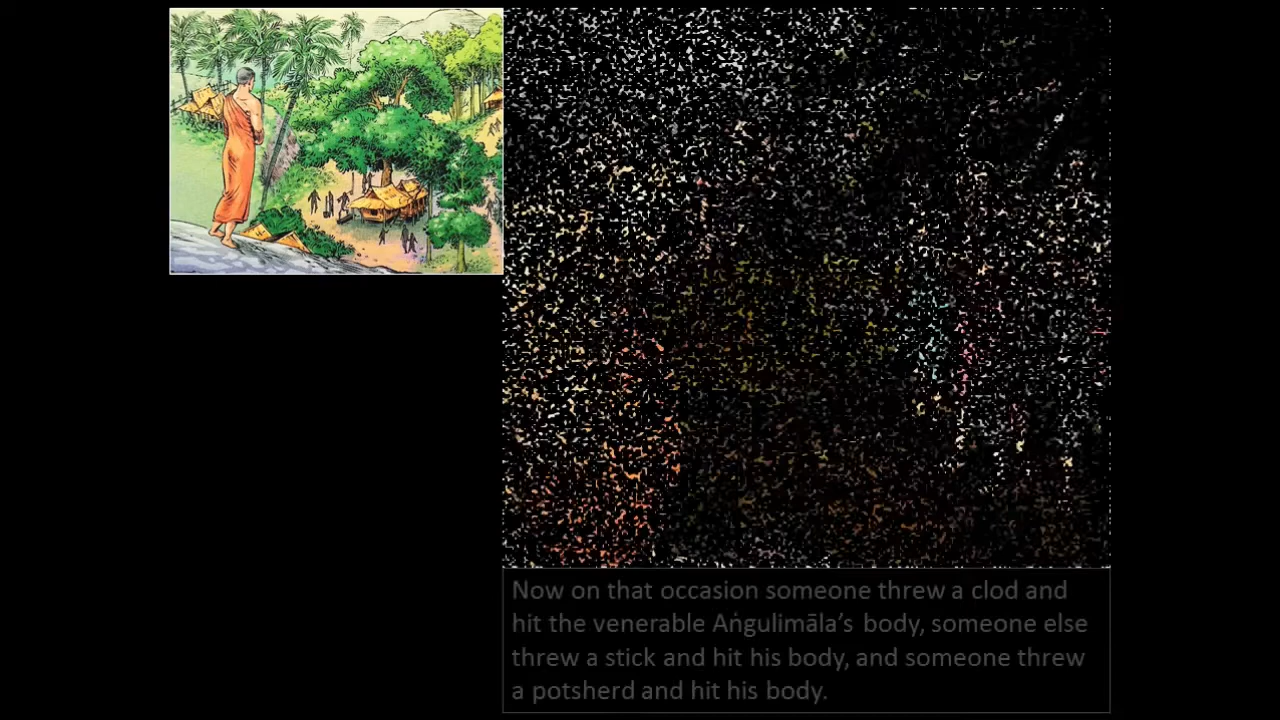 Now on that occasion someone threw a clod and
hit the venerable Aṅgulimāla’s body, someone else
threw a stick and hit his body, and someone threw
a potsherd and hit his body.